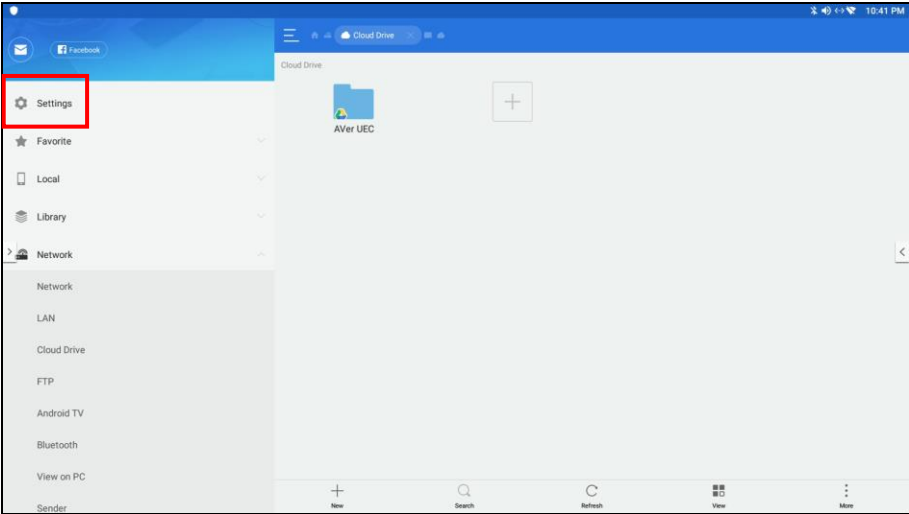 10:41 PM
Facebook
Cloud Drive
Settings
Favorite
Local
Library
Network
Network
LAN
Cloud Drive
FTP
Android TV
Bluetooth
View on PC
Sender
Cloud Drive
AVer UEC
New
Search
Refresh
View
More